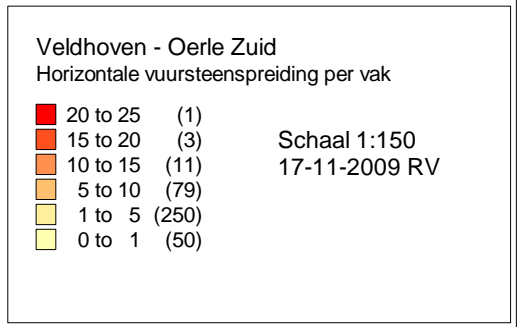 Veldhoven - Oerle Zuid
Horizontale vuursteenspreiding per vak
20 to 25 (1)
15 to 20 (3)
10 to 15 (11)
5 to 10 (79)
1 to 5 (250)
0 to 1 (50)
Schaal 1:150
17-11-2009 RV